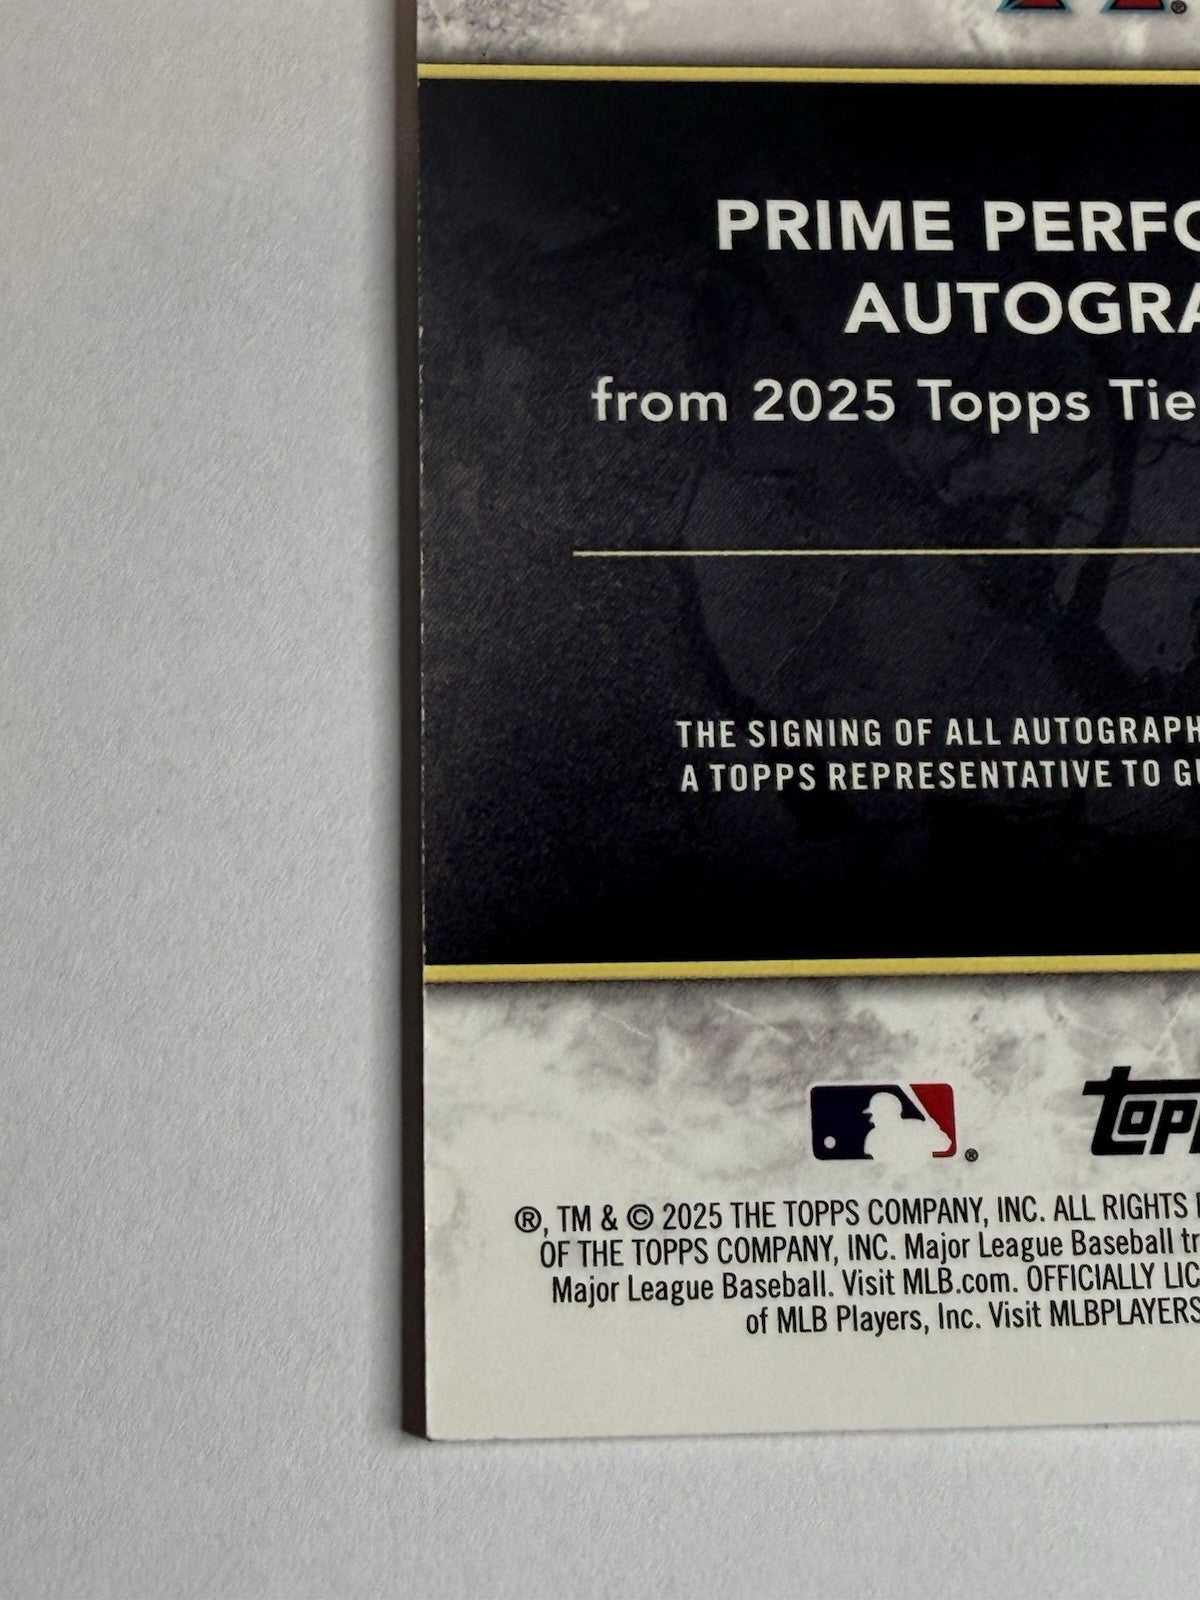 ®
PRIME PERFO
AUTOGRA
from 2025 Topps Tie
THE SIGNING OF ALL AUTOGRAPH
A TOPPS REPRESENTATIVE TO G
® TOPP
®, TM & © 2025 THE TOPPS COMPANY, INC. ALL RIGHTS
OF THE TOPPS COMPANY, INC. Major League Baseball tr
Major League Baseball. Visit MLB.com. OFFICIALLY LIC
of MLB Players, Inc. Visit MLBPLAYERS